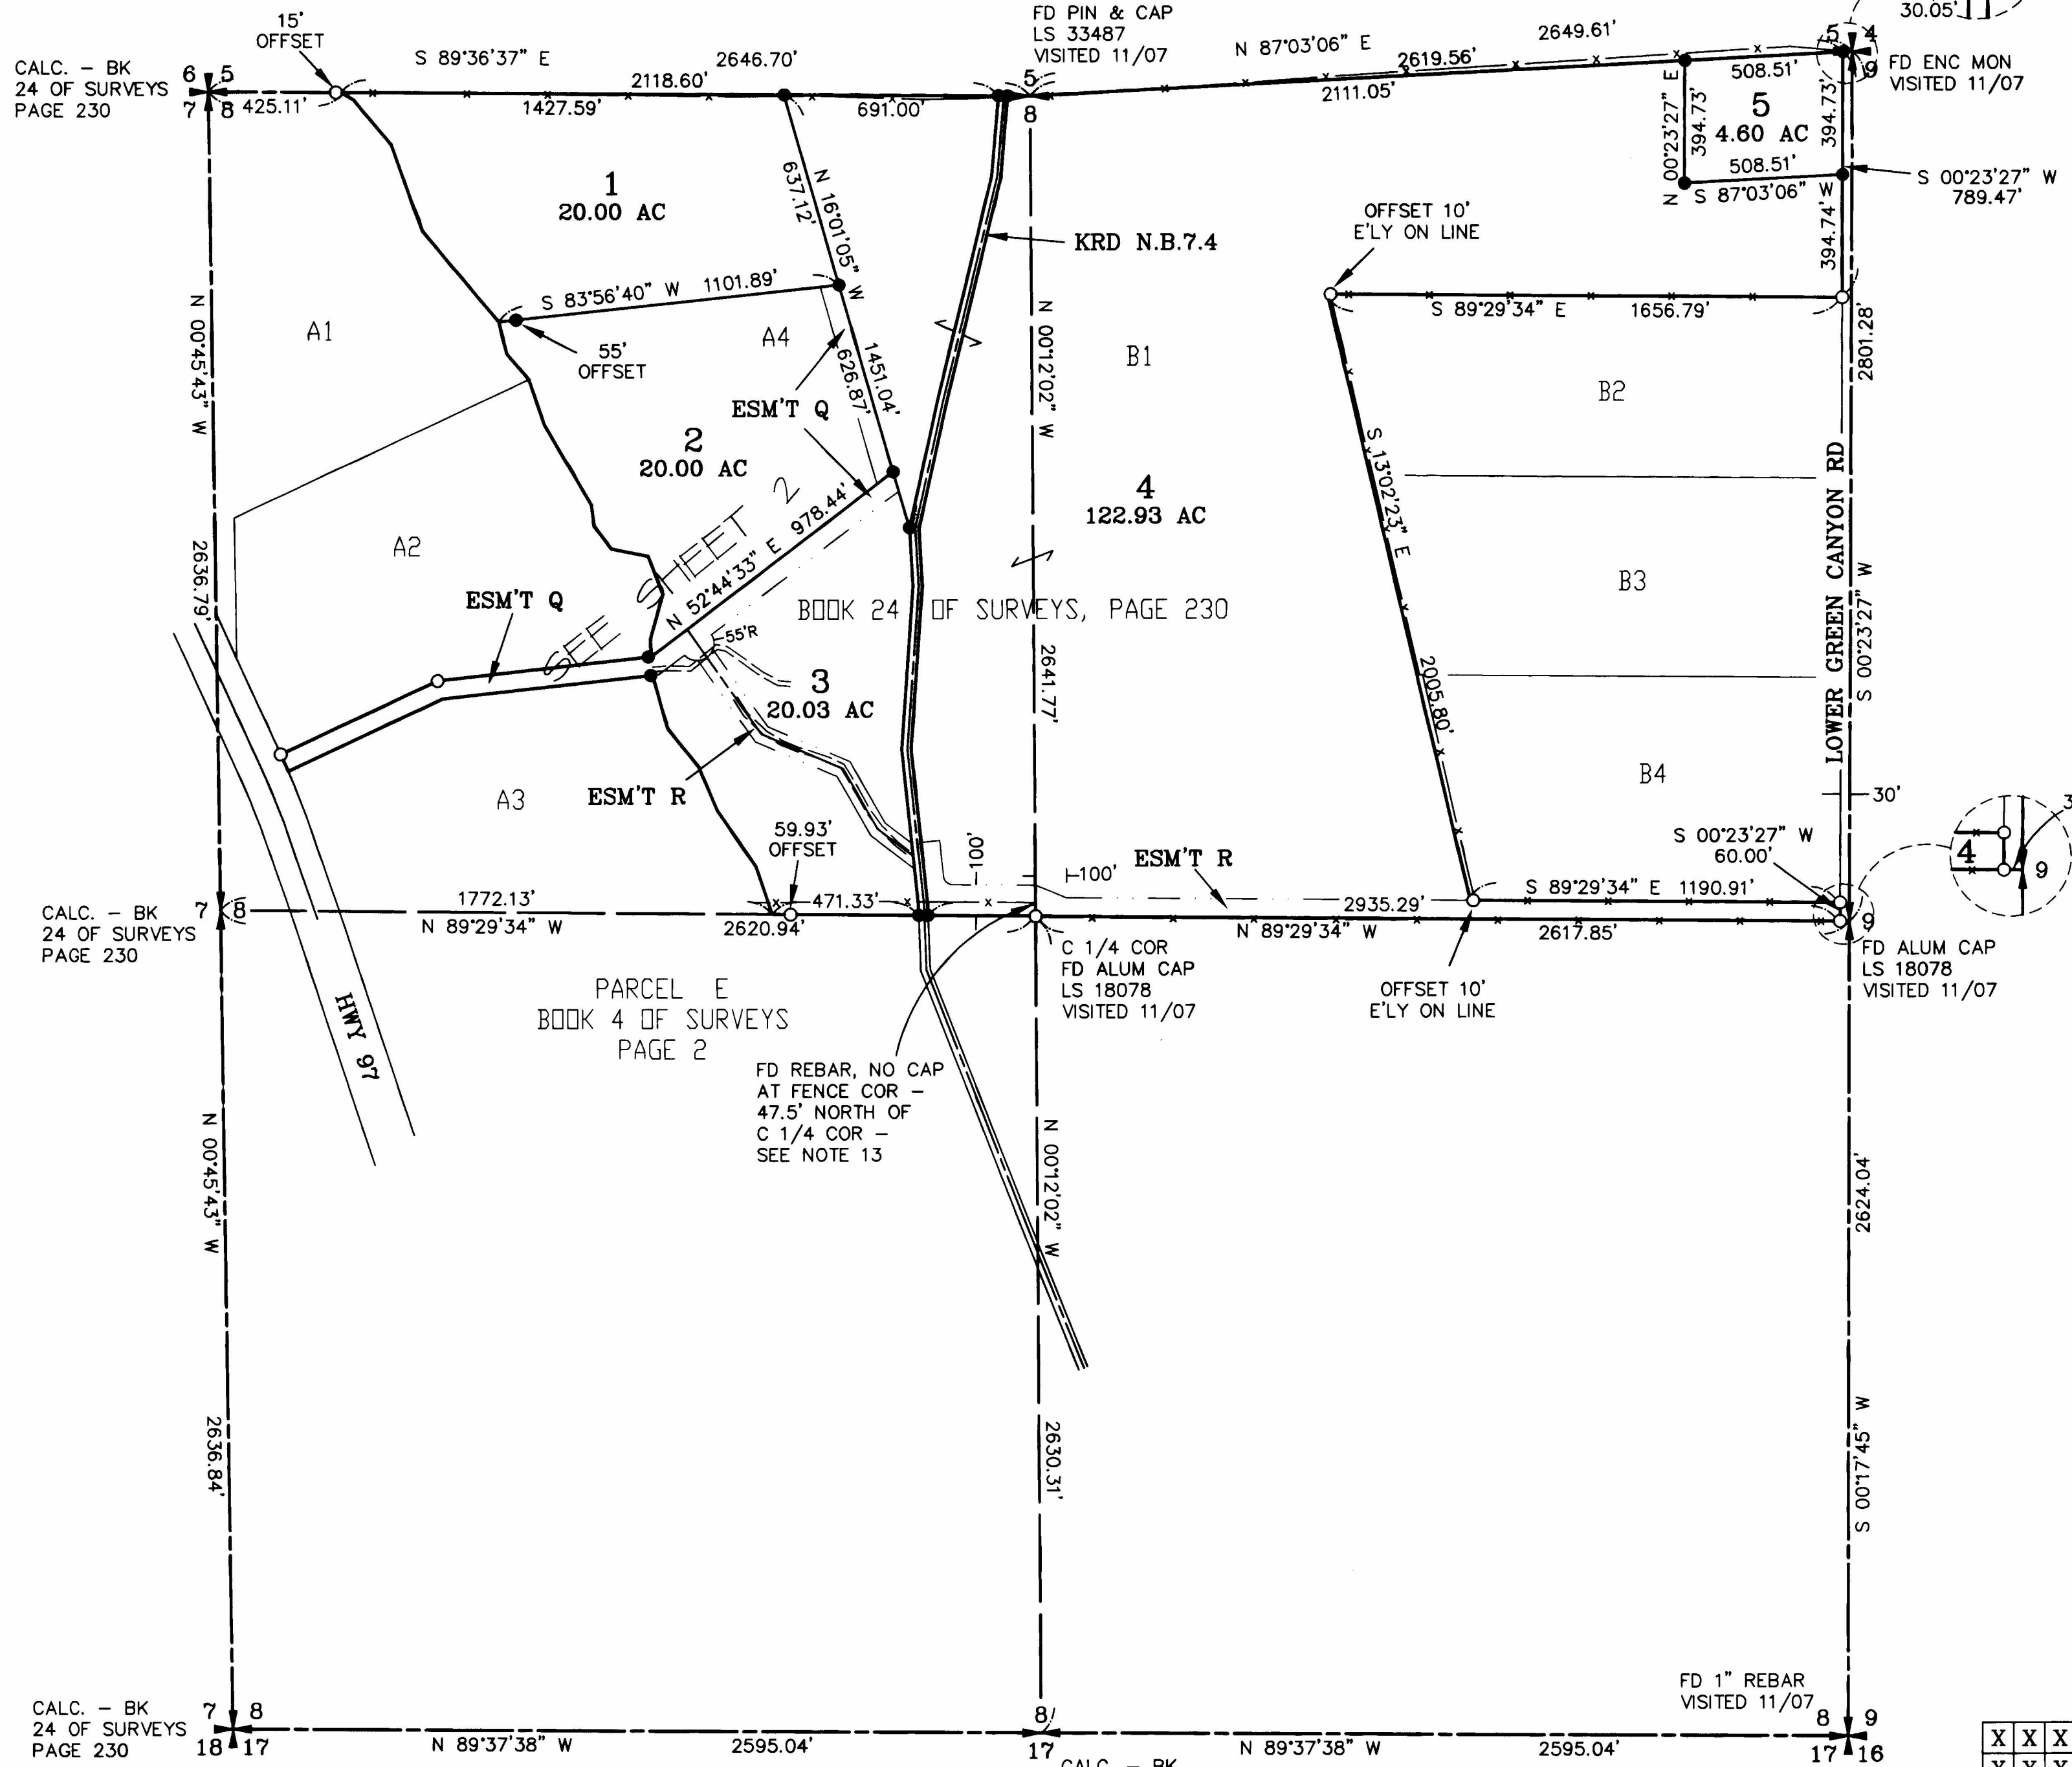 15'
OFFSET
S 89°36'37" E
2646.70'
FD PIN & CAP
LS 33487
VISITED 11/07
N 87°03'06" E
2649.61'
2619.56'
30.05'
CALC. – BK
24 OF SURVEYS
PAGE 230
6 5
7 8
425.11'
2118.60'
1427.59'
691.00'
5
8
2111.05'
508.51'
5 4
9
FD ENC MON
VISITED 11/07
N 00°23'27" E
394.73'
5
4.60 AC
394.73'
508.51'
S 87°03'06" W
S 00°23'27" W
789.47'
394.74'
1
20.00 AC
N 16°01'05" W
637.12'
OFFSET 10'
E'LY ON LINE
KRD N.B.7.4
S 83°56'40" W 1101.89'
S 89°29'34" E 1656.79'
N 00°45'43" W
A1
55'
OFFSET
A4
1451.04'
626.87'
N 00°12'02" W
B1
B2
2801.28'
ESM'T Q
2
20.00 AC
S 13°02'23" E
4
122.93 AC
SEE SHEET 2
N 52°44'33" E 978.44'
2636.79'
A2
B3
LOWER GREEN CANYON RD
S 00°23'27" W
ESM'T Q
BOOK 24 OF SURVEYS, PAGE 230
55'R
2641.77'
2005.80'
3
20.03 AC
A3
ESM'T R
B4
30'
59.93'
OFFSET
100'
100'
ESM'T R
S 00°23'27" W
60.00'
4
9
1772.13'
471.33'
2935.29'
S 89°29'34" E 1190.91'
CALC. – BK
24 OF SURVEYS
PAGE 230
7 8
N 89°29'34" W
2620.94'
N 89°29'34" W
2617.85'
9
C 1/4 COR
FD ALUM CAP
LS 18078
VISITED 11/07
OFFSET 10'
E'LY ON LINE
FD ALUM CAP
LS 18078
VISITED 11/07
PARCEL E
BOOK 4 OF SURVEYS
PAGE 2
HWY 97
FD REBAR, NO CAP
AT FENCE COR –
47.5' NORTH OF
C 1/4 COR –
SEE NOTE 13
N 00°45'43" W
N 00°12'02" W
2624.04'
2636.84'
2630.31'
S 00°17'45" W
FD 1" REBAR
VISITED 11/07
CALC. – BK
24 OF SURVEYS
PAGE 230
7 8
18 17
N 89°37'38" W
2595.04'
8
17
CALC. – BK
N 89°37'38" W
2595.04'
8 9
17 16
X X X
X X X